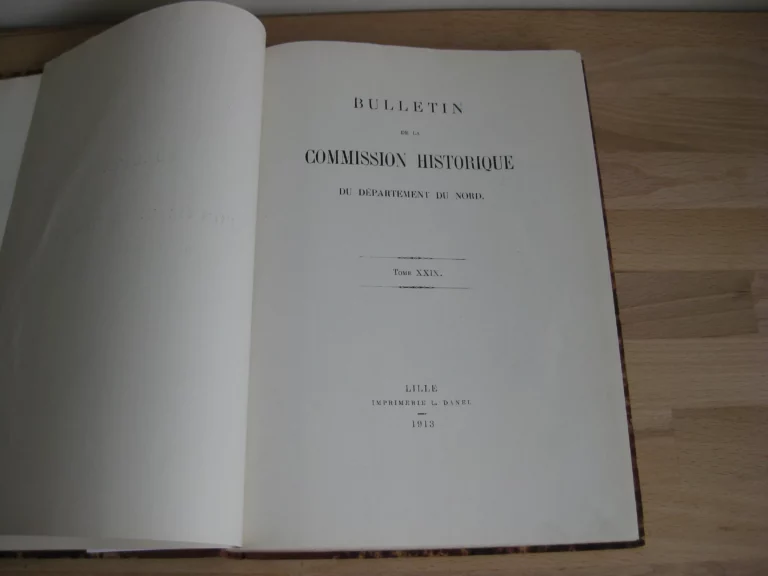 BULLETIN
DE LA
COMMISSION HISTORIQUE
DU DÉPARTEMENT DU NORD.
TOME XXIX.
LILLE
IMPRIMERIE L. DANEL
1913